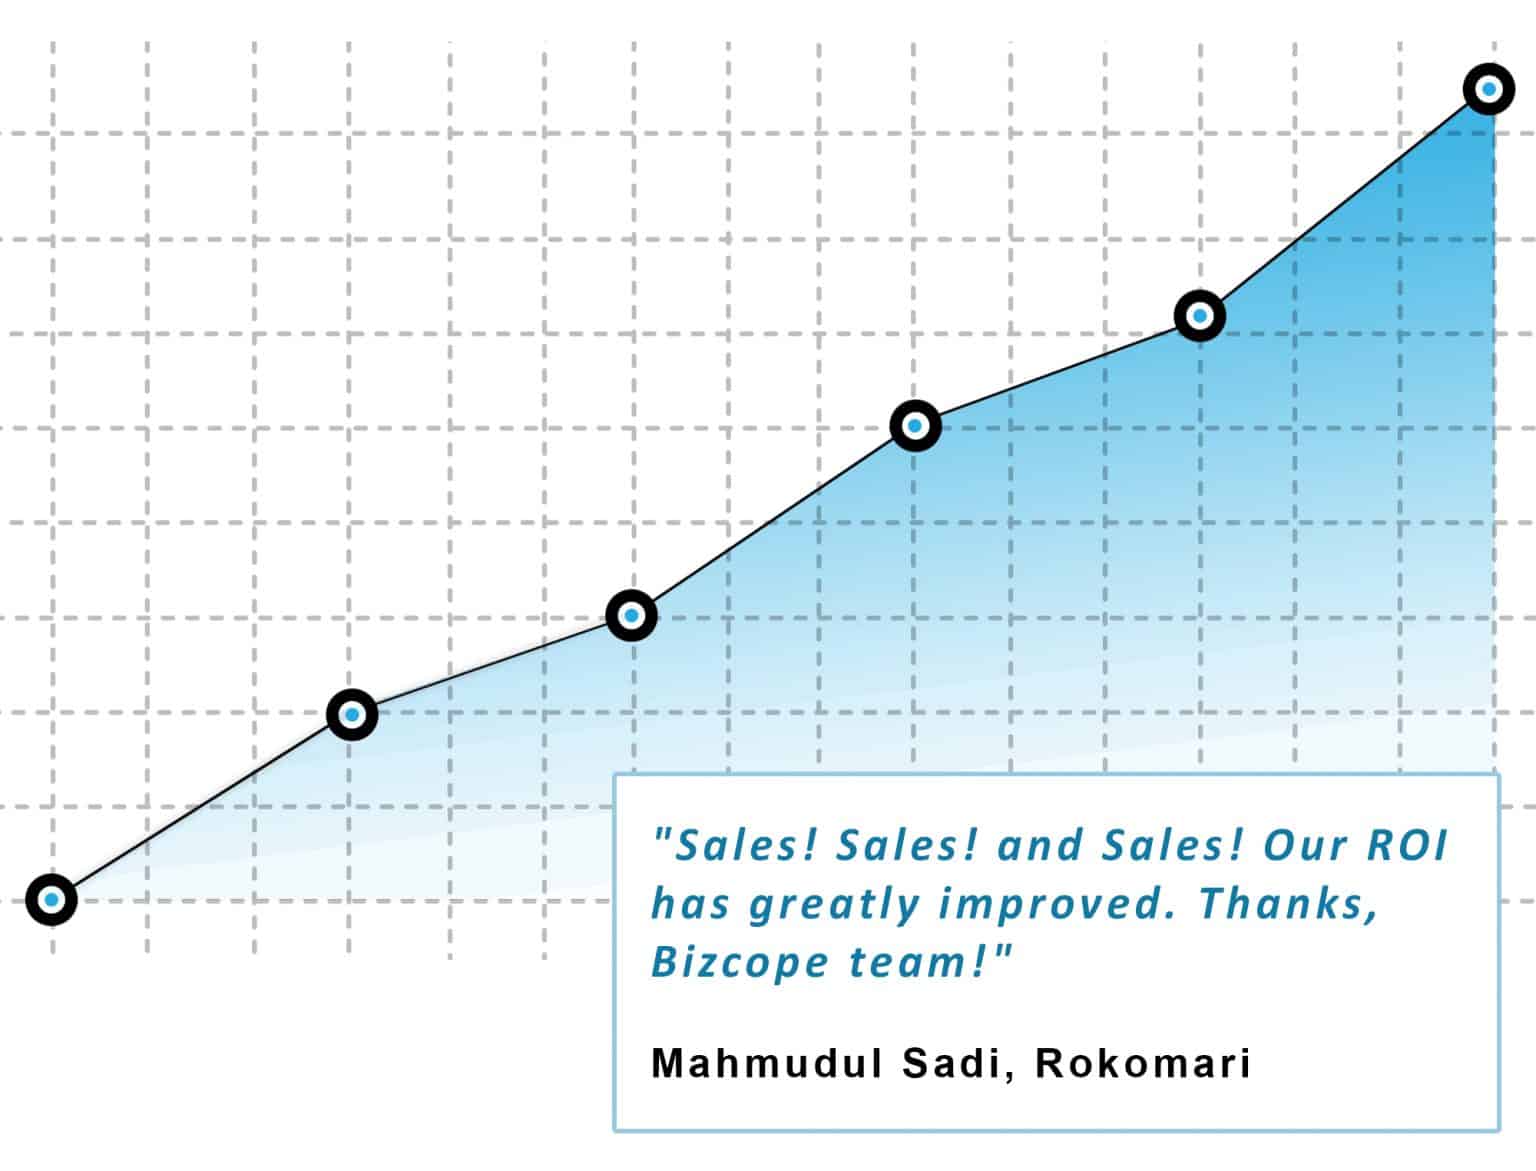 "Sales! Sales! and Sales! Our ROI
has greatly improved. Thanks,
Bizcope team!"
Mahmudul Sadi, Rokomari